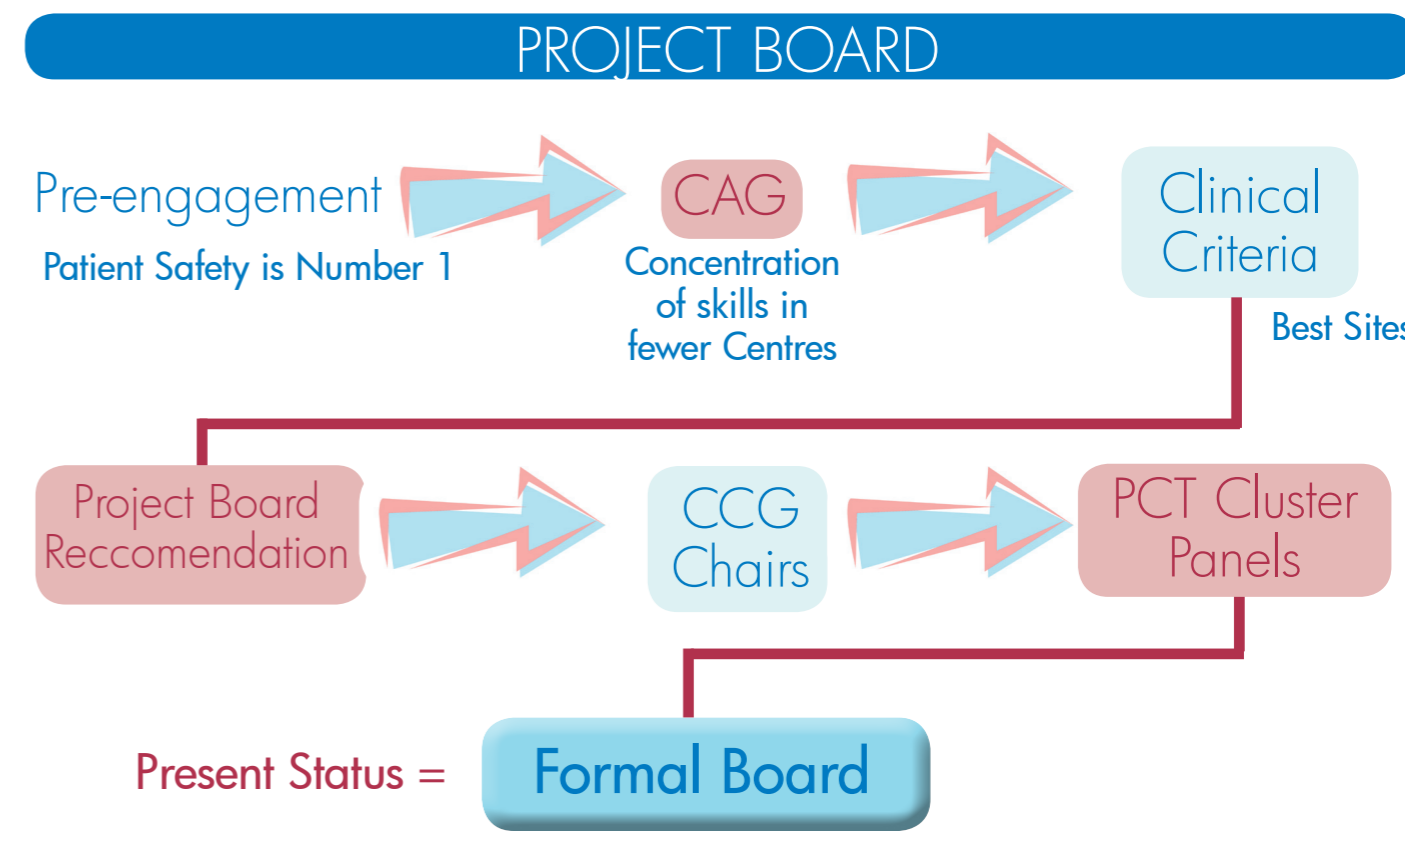 PROJECT BOARD
Pre-engagement
Patient Safety is Number 1
CAG
Concentration
of skills in
fewer Centres
Clinical
Criteria
Best Sites
Project Board
Reccomendation
CCG
Chairs
PCT Cluster
Panels
Present Status =
Formal Board